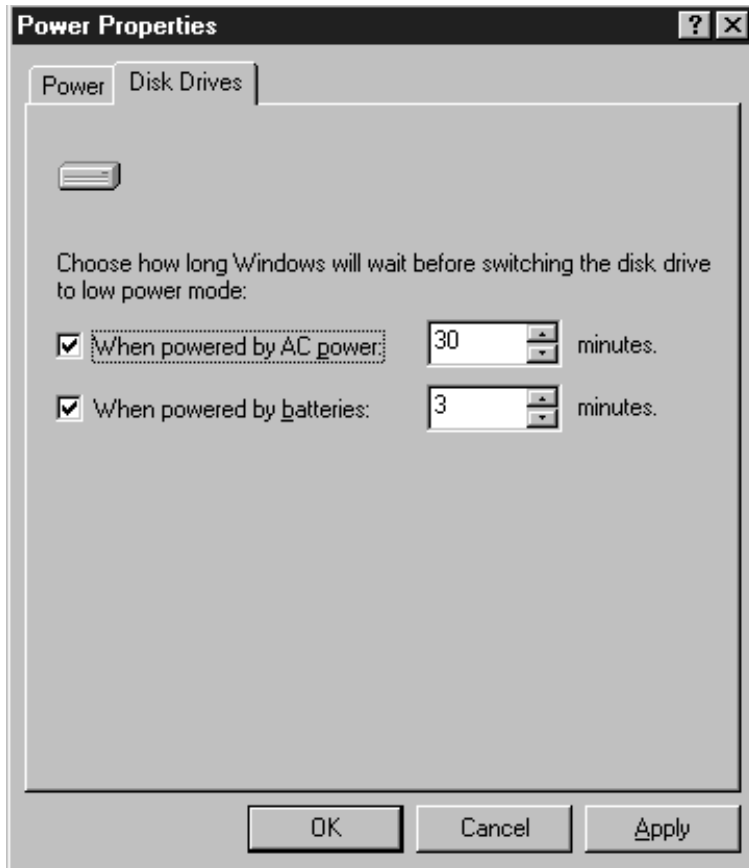 Power Properties
Power
Disk Drives
Choose how long Windows will wait before switching the disk drive
to low power mode:
When powered by AC power: 30 minutes.
When powered by batteries: 3 minutes.
OK Cancel Apply